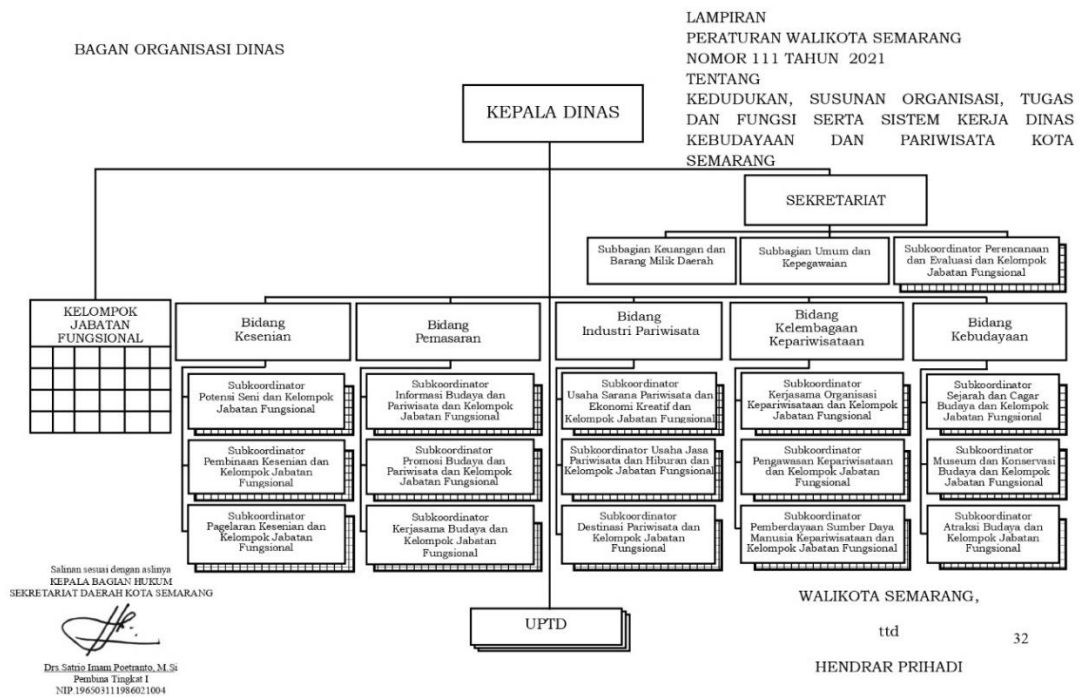 BAGAN ORGANISASI DINAS
LAMPIRAN
PERATURAN WALIKOTA SEMARANG
NOMOR 111 TAHUN 2021
TENTANG
KEDUDUKAN, SUSUNAN ORGANISASI, TUGAS
DAN FUNGSI SERTA SISTEM KERJA DINAS
KEBUDAYAAN DAN PARIWISATA KOTA
SEMARANG
KEPALA DINAS
SEKRETARIAT
Subbagian Keuangan dan
Barang Milik Daerah
Subbagian Umum dan
Kepegawaian
Subkoordinator Perencanaan
dan Evaluasi dan Kelompok
Jabatan Fungsional
KELOMPOK
JABATAN
FUNGSIONAL
Bidang
Kesenian
Bidang
Pemasaran
Bidang
Industri Pariwisata
Bidang
Kelembagaan
Kepariwisataan
Bidang
Kebudayaan
Subkoordinator
Potensi Seni dan Kelompok
Jabatan Fungsional
Subkoordinator
Informasi Budaya dan
Pariwisata dan Kelompok
Jabatan Fungsional
Subkoordinator
Usaha Sarana Pariwisata dan
Ekonomi Kreatif dan
Kelompok Jabatan Fungsional
Subkoordinator
Kerjasama Organisasi
Kepariwisataan dan Kelompok
Jabatan Fungsional
Subkoordinator
Sejarah dan Cagar
Budaya dan Kelompok
Jabatan Fungsional
Subkoordinator
Pembinaan Kesenian dan
Kelompok Jabatan
Fungsional
Subkoordinator
Promosi Budaya dan
Pariwisata dan Kelompok
Jabatan Fungsional
Subkoordinator Usaha Jasa
Pariwisata dan Hiburan dan
Kelompok Jabatan Fungsional
Subkoordinator
Pengawasan Kepariwisataan
dan Kelompok Jabatan
Fungsional
Subkoordinator
Museum dan Konservasi
Budaya dan Kelompok
Jabatan Fungsional
Subkoordinator
Pagelaran Kesenian dan
Kelompok Jabatan
Fungsional
Subkoordinator
Kerjasama Budaya dan
Kelompok Jabatan
Fungsional
Subkoordinator
Destinasi Pariwisata dan
Kelompok Jabatan
Fungsional
Subkoordinator
Pemberdayaan Sumber Daya
Manusia Kepariwisataan dan
Kelompok Jabatan Fungsional
Subkoordinator
Atraksi Budaya dan
Kelompok Jabatan
Fungsional
UPTD
Salinan sesuai dengan aslinya
KEPALA BAGIAN HUKUM
SEKRETARIAT DAERAH KOTA SEMARANG
Drs. Satrio Imam Poetranto, M.Si
Pembina Tingkat I
NIP.196503111986021004
WALIKOTA SEMARANG,
ttd
HENDRAR PRIHADI
32